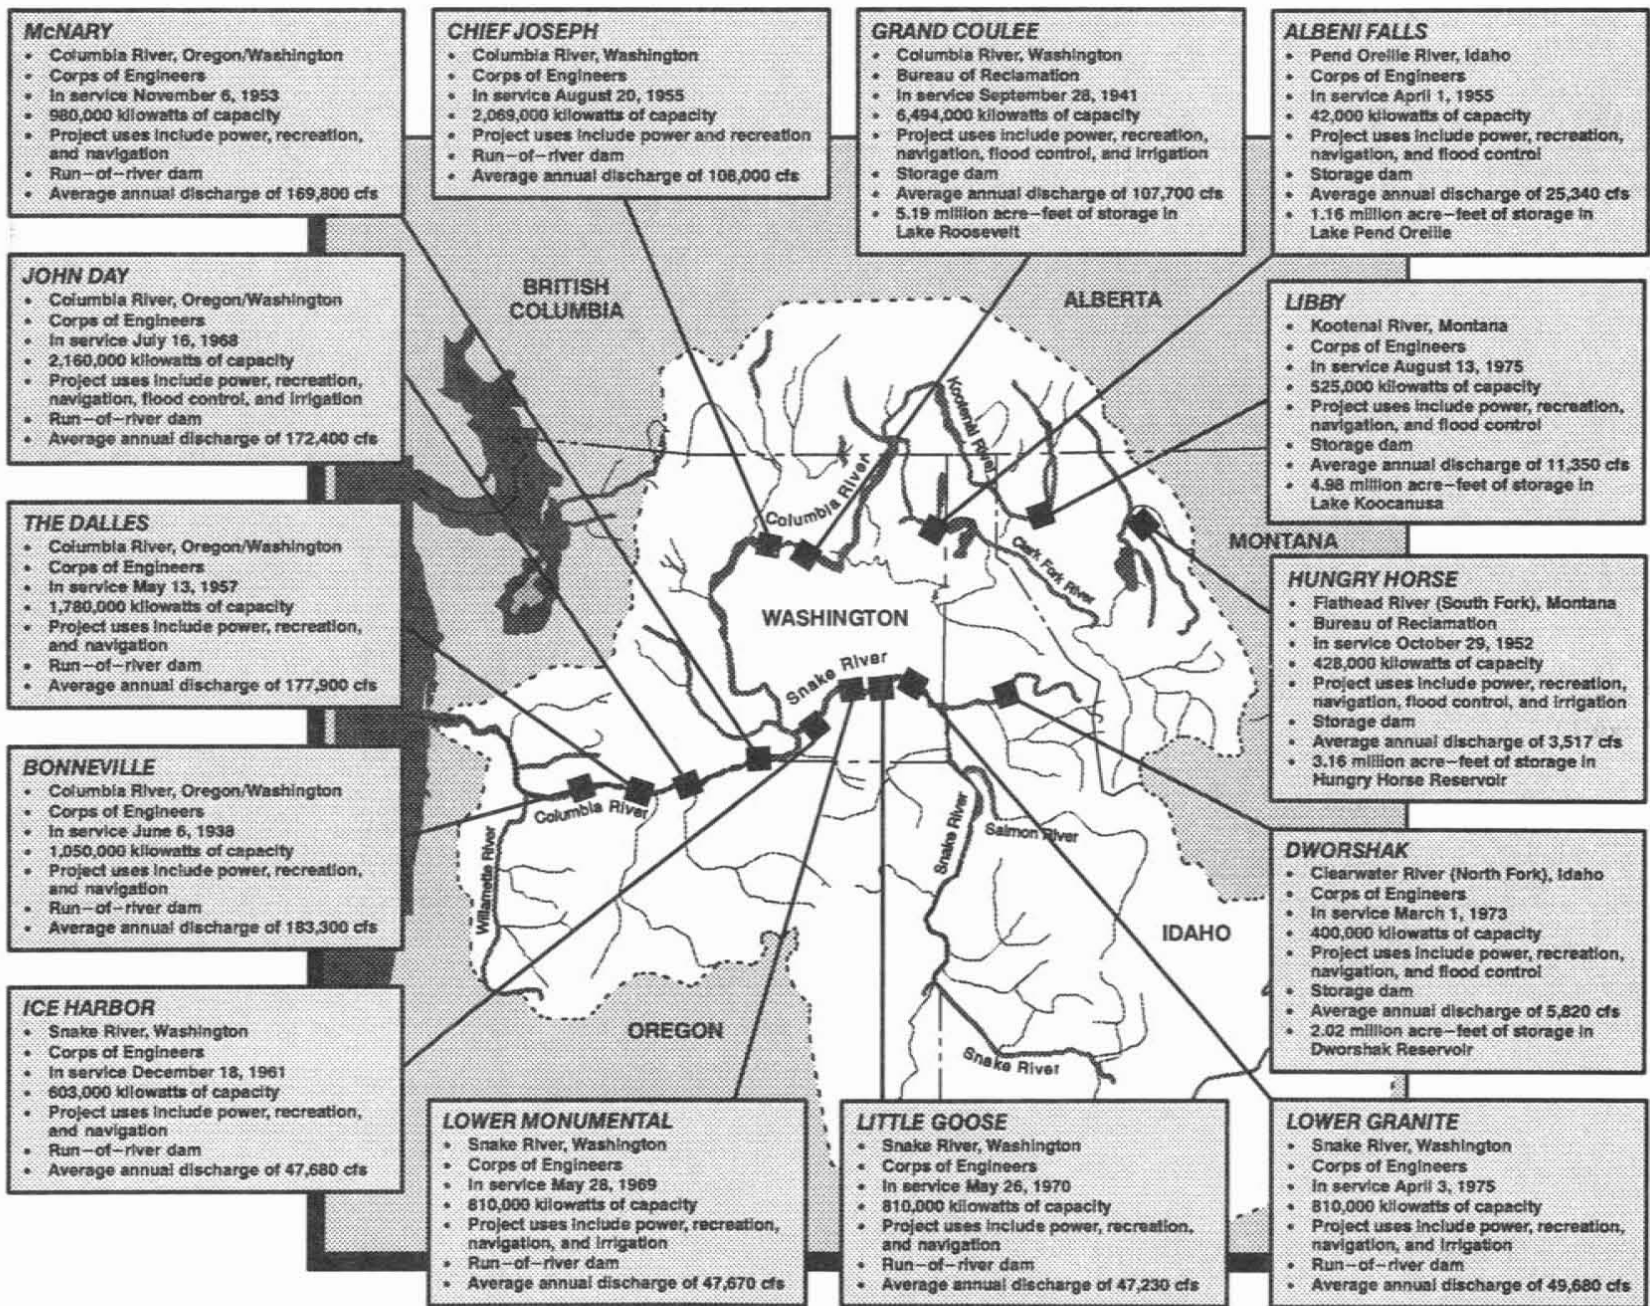 McNARY
• Columbia River, Oregon/Washington
• Corps of Engineers
• In service November 6, 1953
• 980,000 kilowatts of capacity
• Project uses include power, recreation,
and navigation
• Run-of-river dam
• Average annual discharge of 169,800 cfs
CHIEF JOSEPH
• Columbia River, Washington
• Corps of Engineers
• In service August 20, 1955
• 2,069,000 kilowatts of capacity
• Project uses include power and recreation
• Run-of-river dam
• Average annual discharge of 108,000 cfs
GRAND COULEE
• Columbia River, Washington
• Bureau of Reclamation
• In service September 28, 1941
• 6,494,000 kilowatts of capacity
• Project uses include power, recreation,
navigation, flood control, and irrigation
• Storage dam
• Average annual discharge of 107,700 cfs
• 5.19 million acre-feet of storage in
Lake Roosevelt
ALBENI FALLS
• Pend Oreille River, Idaho
• Corps of Engineers
• In service April 1, 1955
• 42,000 kilowatts of capacity
• Project uses include power, recreation,
navigation, and flood control
• Storage dam
• Average annual discharge of 25,340 cfs
• 1.16 million acre-feet of storage in
Lake Pend Oreille
JOHN DAY
• Columbia River, Oregon/Washington
• Corps of Engineers
• In service July 16, 1968
• 2,160,000 kilowatts of capacity
• Project uses include power, recreation,
navigation, flood control, and irrigation
• Run-of-river dam
• Average annual discharge of 172,400 cfs
THE DALLES
• Columbia River, Oregon/Washington
• Corps of Engineers
• In service May 13, 1957
• 1,780,000 kilowatts of capacity
• Project uses include power, recreation,
and navigation
• Run-of-river dam
• Average annual discharge of 177,900 cfs
BONNEVILLE
• Columbia River, Oregon/Washington
• Corps of Engineers
• In service June 6, 1938
• 1,050,000 kilowatts of capacity
• Project uses include power, recreation,
and navigation
• Run-of-river dam
• Average annual discharge of 183,300 cfs
ICE HARBOR
• Snake River, Washington
• Corps of Engineers
• In service December 18, 1961
• 603,000 kilowatts of capacity
• Project uses include power, recreation,
and navigation
• Run-of-river dam
• Average annual discharge of 47,680 cfs
BRITISH
COLUMBIA
ALBERTA
Kootenai River
Columbia River
Clark Fork River
MONTANA
WASHINGTON
Snake River
Columbia River
Willamette River
Snake River
Salmon River
IDAHO
OREGON
Snake River
LIBBY
• Kootenai River, Montana
• Corps of Engineers
• In service August 13, 1975
• 525,000 kilowatts of capacity
• Project uses include power, recreation,
navigation, and flood control
• Storage dam
• Average annual discharge of 11,350 cfs
• 4.98 million acre-feet of storage in
Lake Koocanusa
HUNGRY HORSE
• Flathead River (South Fork), Montana
• Bureau of Reclamation
• In service October 29, 1952
• 428,000 kilowatts of capacity
• Project uses include power, recreation,
navigation, flood control, and irrigation
• Storage dam
• Average annual discharge of 3,517 cfs
• 3.16 million acre-feet of storage in
Hungry Horse Reservoir
DWORSHAK
• Clearwater River (North Fork), Idaho
• Corps of Engineers
• In service March 1, 1973
• 400,000 kilowatts of capacity
• Project uses include power, recreation,
navigation, and flood control
• Storage dam
• Average annual discharge of 5,820 cfs
• 2.02 million acre-feet of storage in
Dworshak Reservoir
LOWER MONUMENTAL
• Snake River, Washington
• Corps of Engineers
• In service May 28, 1969
• 810,000 kilowatts of capacity
• Project uses include power, recreation,
navigation, and irrigation
• Run-of-river dam
• Average annual discharge of 47,670 cfs
LITTLE GOOSE
• Snake River, Washington
• Corps of Engineers
• In service May 26, 1970
• 810,000 kilowatts of capacity
• Project uses include power, recreation,
and navigation
• Run-of-river dam
• Average annual discharge of 47,230 cfs
LOWER GRANITE
• Snake River, Washington
• Corps of Engineers
• In service April 3, 1975
• 810,000 kilowatts of capacity
• Project uses include power, recreation,
navigation, and irrigation
• Run-of-river dam
• Average annual discharge of 49,680 cfs